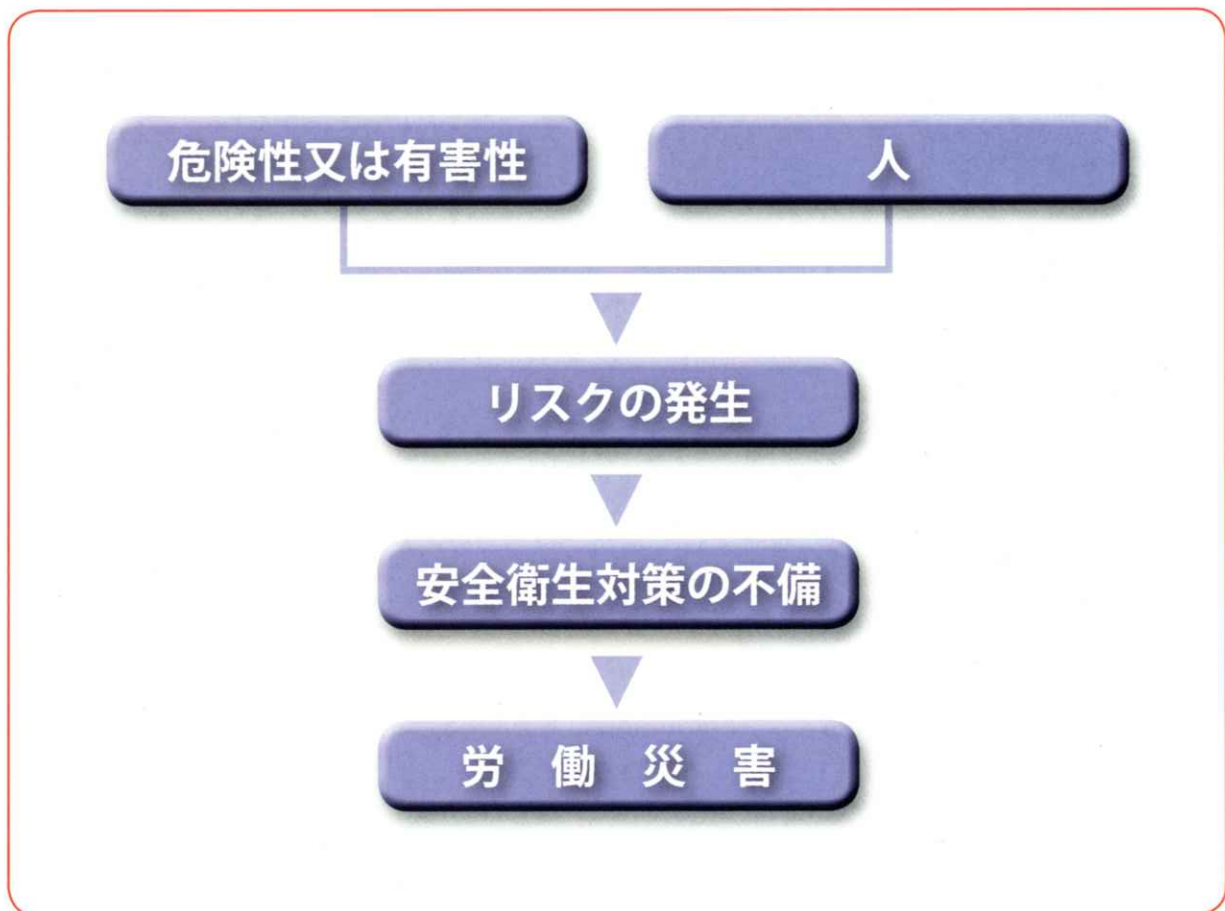 危険性又は有害性
人
リスクの発生
安全衛生対策の不備
労働災害